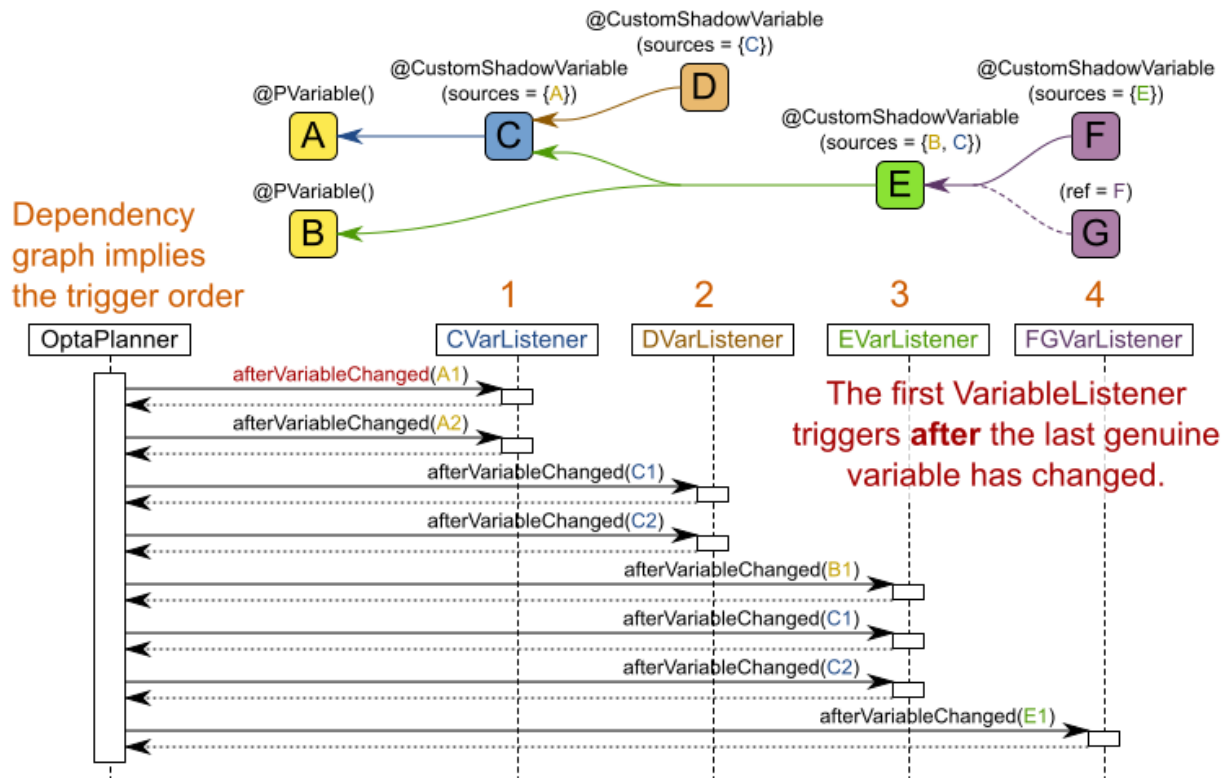 @CustomShadowVariable
(sources = {C})
@CustomShadowVariable
(sources = {A})
@CustomShadowVariable
(sources = {E})
@PVariable()
D
A
C
@CustomShadowVariable
(sources = {B, C})
F
@PVariable()
E
(ref = F)
B
G
Dependency
graph implies
the trigger order
1
2
3
4
OptaPlanner
CVarListener
DVarListener
EVarListener
FGVarListener
afterVariableChanged(A1)
The first VariableListener
triggers after the last genuine
variable has changed.
afterVariableChanged(A2)
afterVariableChanged(C1)
afterVariableChanged(C2)
afterVariableChanged(B1)
afterVariableChanged(C1)
afterVariableChanged(C2)
afterVariableChanged(E1)